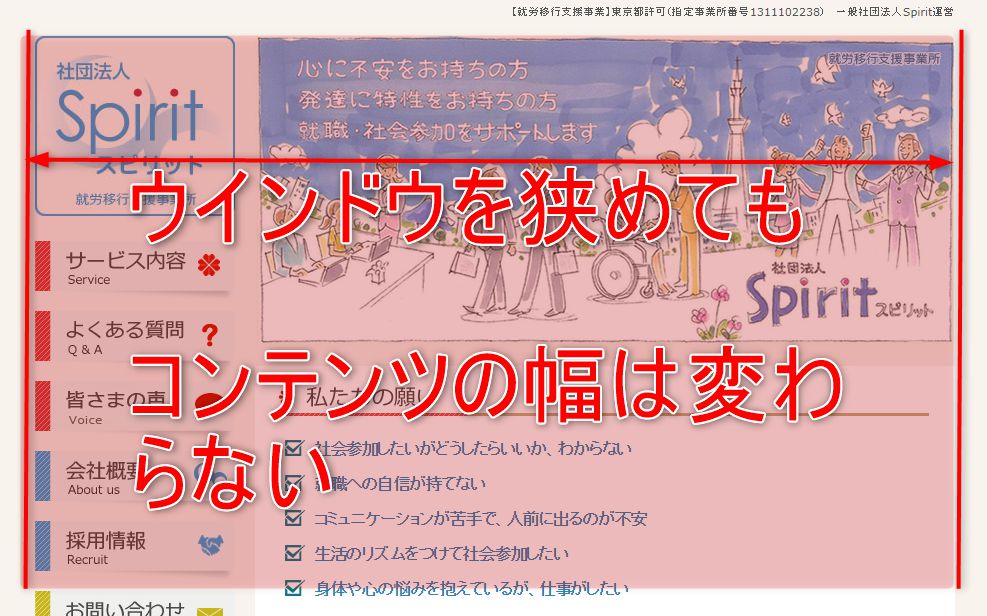 【就労移行支援事業】東京都許可(指定事業所番号1311102238)　一般社団法人Spirit運営
社団法人
Spirit
スピリット
就労移行支援事業所
心に不安をお持ちの方
発達に特性をお持ちの方
就職・社会参加をサポートします
就労移行支援事業所
社団法人
Spirit スピリット
ウインドウを狭めても
コンテンツの幅は変わ
らない
サービス内容
Service
よくある質問
Q & A
皆さまの声
Voice
会社概要
About us
採用情報
Recruit
お問い合わせ
私たちの願い
社会参加したいがどうしたらいいか、わからない
就職への自信が持てない
コミュニケーションが苦手で、人前に出るのが不安
生活のリズムをつけて社会参加したい
身体や心の悩みを抱えているが、仕事がしたい